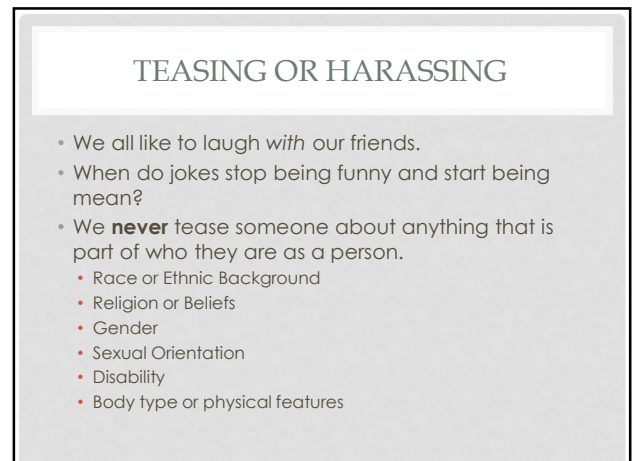 TEASING OR HARASSING
• We all like to laugh with our friends.
• When do jokes stop being funny and start being
mean?
• We never tease someone about anything that is
part of who they are as a person.
• Race or Ethnic Background
• Religion or Beliefs
• Gender
• Sexual Orientation
• Disability
• Body type or physical features